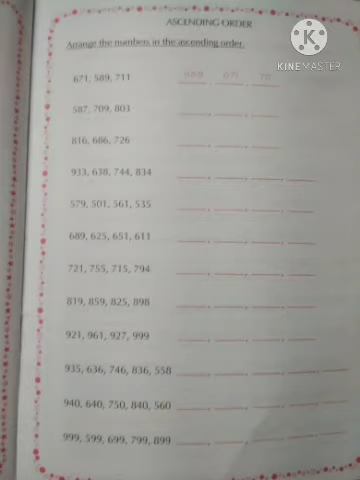 ASCENDING ORDER
Arrange the numbers in the ascending order.
K
KINEMASTER
671, 589, 711 589, 671, 711
587, 709, 803
816, 686, 726
933, 638, 744, 834
579, 501, 561, 535
689, 625, 651, 611
721, 755, 715, 794
819, 859, 825, 898
921, 961, 927, 999
935, 636, 746, 836, 558
940, 640, 750, 840, 560
999, 599, 699, 799, 899